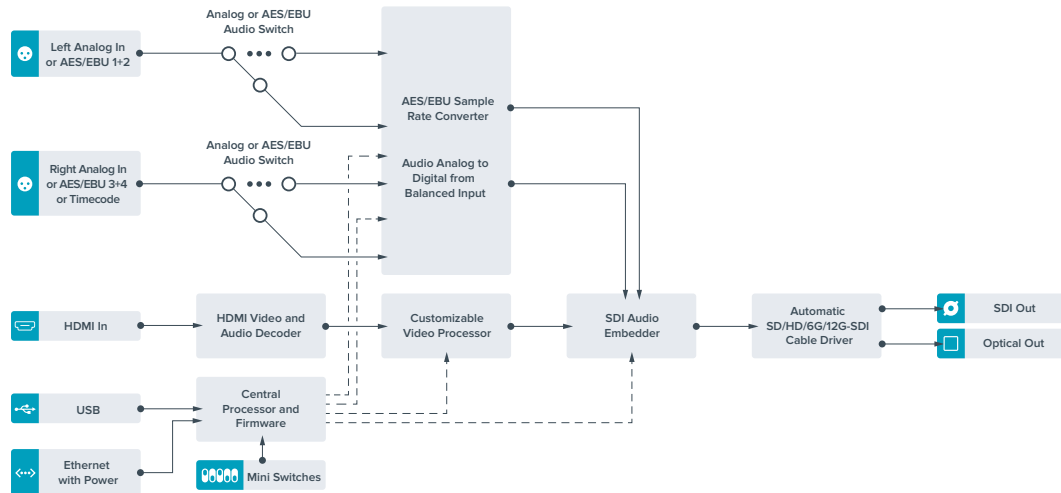 Analog or AES/EBU
Audio Switch
Left Analog In
or AES/EBU 1+2
AES/EBU Sample
Rate Converter
Analog or AES/EBU
Audio Switch
Right Analog In
or AES/EBU 3+4
or Timecode
Audio Analog to
Digital from
Balanced Input
HDMI In
HDMI Video and
Audio Decoder
Customizable
Video Processor
SDI Audio
Embedder
Automatic
SD/HD/6G/12G-SDI
Cable Driver
SDI Out
Optical Out
USB
Central
Processor and
Firmware
Ethernet
with Power
Mini Switches